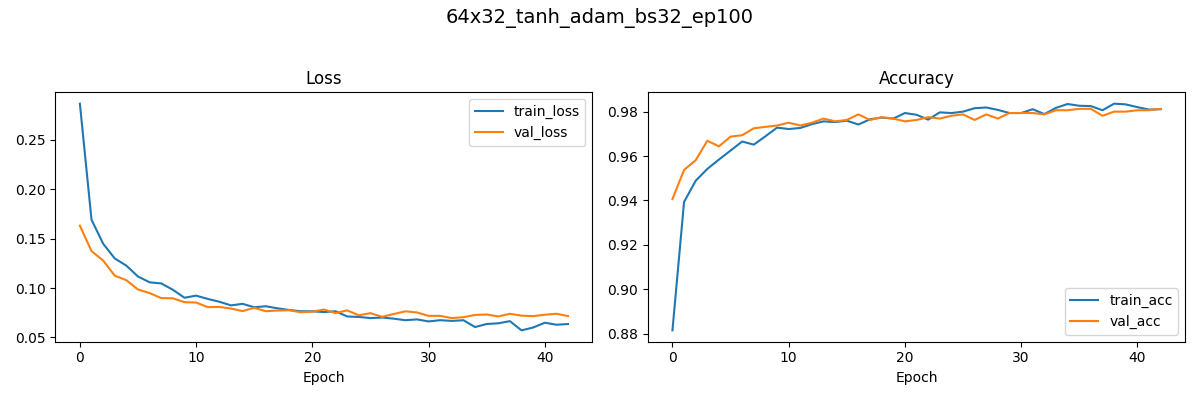 64x32_tanh_adam_bs32_ep100
Loss
train_loss
val_loss
0.25
0.20
0.15
0.10
0.05
0 10 20 30 40
Epoch
Accuracy
0.98
0.96
0.94
0.92
0.90
0.88
train_acc
val_acc
0 10 20 30 40
Epoch